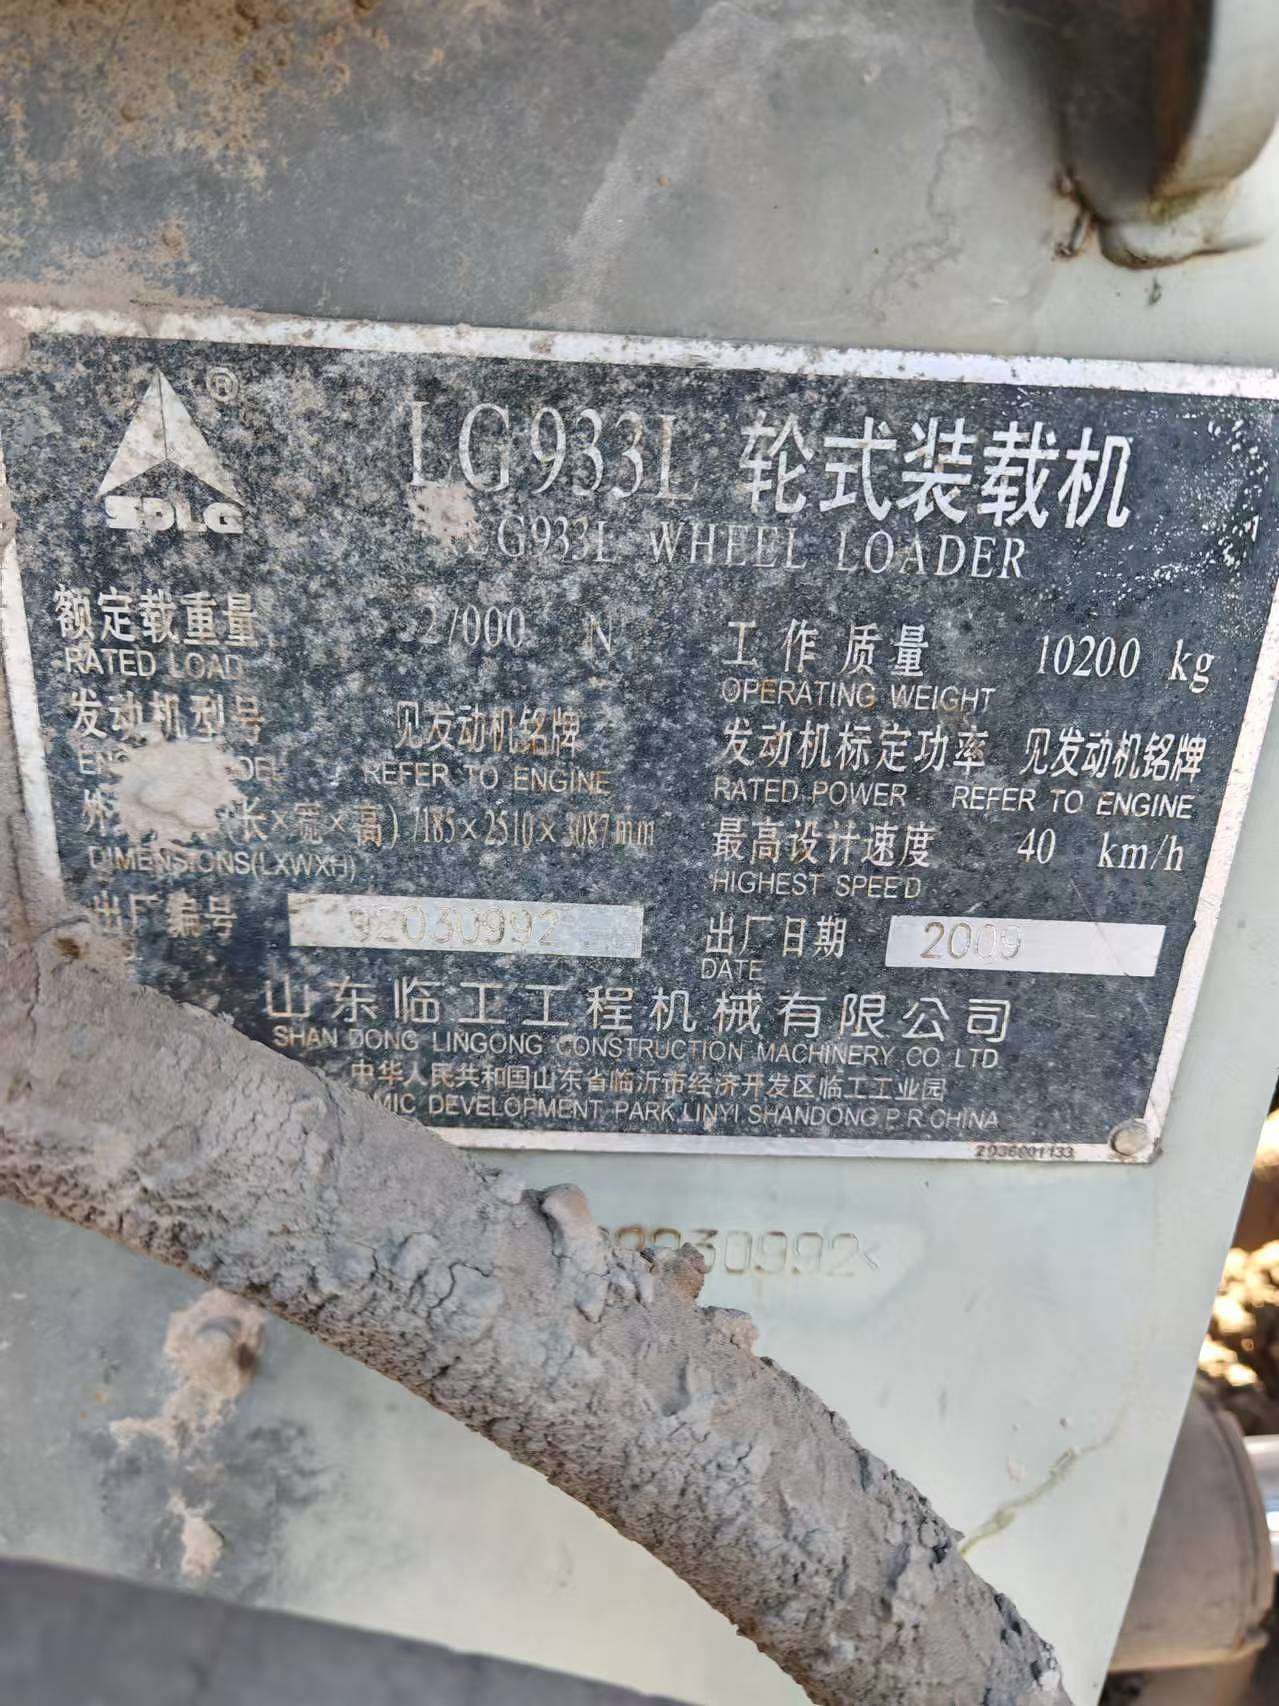 ®
SDLG
LG933L 轮式装载机
LG933L WHEEL LOADER
额定载重量 27000 N 工作质量 10200 kg
RATED LOAD OPERATING WEIGHT
发动机型号 见发动机铭牌 发动机标定功率 见发动机铭牌
REFER TO ENGINE RATED POWER REFER TO ENGINE
外 (长×宽×高) 7185×2510×3087mm 最高设计速度 40 km/h
DIMENSIONS(LXWXH) HIGHEST SPEED
出厂编号 92030992 出厂日期 2009
DATE
山东临工工程机械有限公司
SHAN DONG LINGONG CONSTRUCTION MACHINERY CO LTD
中华人民共和国山东省临沂市经济开发区临工工业园
MIC DEVELOPMENT PARK LINYI SHANDONG P R CHINA
30992